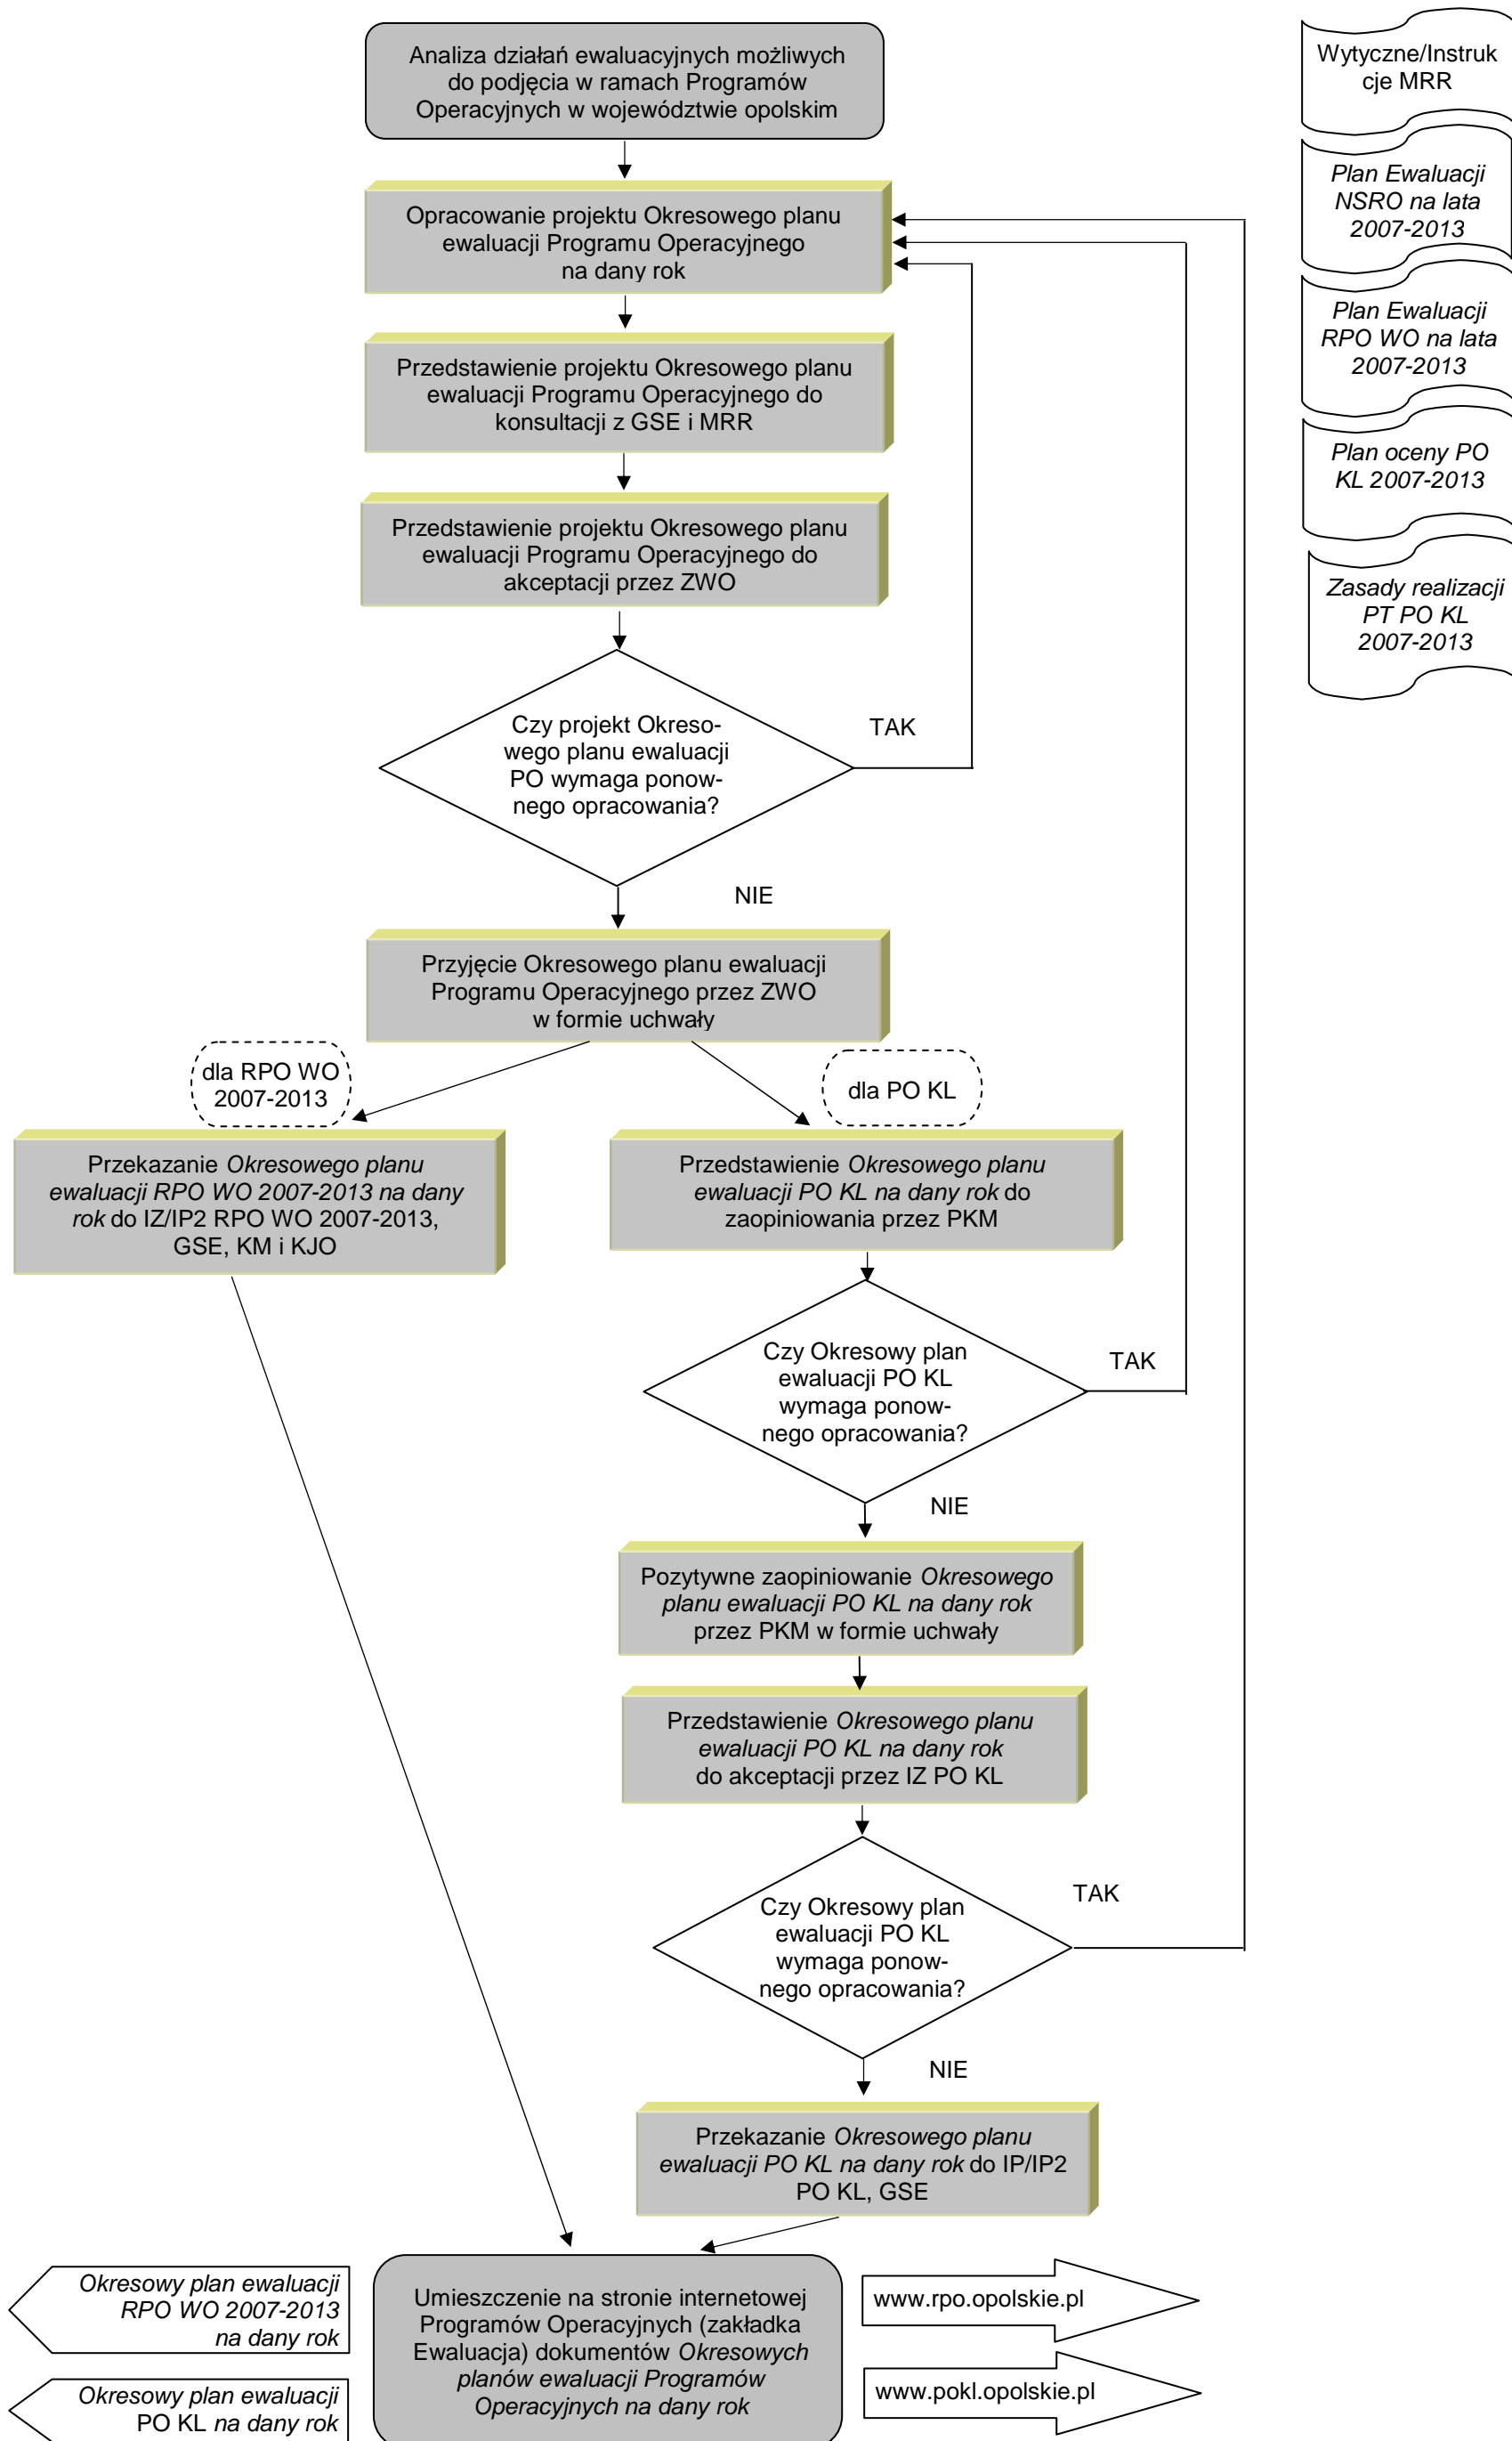 Analiza działań ewaluacyjnych możliwych
do podjęcia w ramach Programów
Operacyjnych w województwie opolskim
Wytyczne/Instruk
cje MRR
Plan Ewaluacji
NSRO na lata
2007-2013
Plan Ewaluacji
RPO WO na lata
2007-2013
Plan oceny PO
KL 2007-2013
Zasady realizacji
PT PO KL
2007-2013
Opracowanie projektu Okresowego planu
ewaluacji Programu Operacyjnego
na dany rok
Przedstawienie projektu Okresowego planu
ewaluacji Programu Operacyjnego do
konsultacji z GSE i MRR
Przedstawienie projektu Okresowego planu
ewaluacji Programu Operacyjnego do
akceptacji przez ZWO
Czy projekt Okreso-
wego planu ewaluacji
PO wymaga ponow-
nego opracowania?
TAK
NIE
Przyjęcie Okresowego planu ewaluacji
Programu Operacyjnego przez ZWO
w formie uchwały
dla RPO WO
2007-2013
dla PO KL
Przekazanie Okresowego planu
ewaluacji RPO WO 2007-2013 na dany
rok do IZ/IP2 RPO WO 2007-2013,
GSE, KM i KJO
Przedstawienie Okresowego planu
ewaluacji PO KL na dany rok do
zaopiniowania przez PKM
Czy Okresowy plan
ewaluacji PO KL
wymaga ponow-
nego opracowania?
TAK
NIE
Pozytywne zaopiniowanie Okresowego
planu ewaluacji PO KL na dany rok
przez PKM w formie uchwały
Przedstawienie Okresowego planu
ewaluacji PO KL na dany rok
do akceptacji przez IZ PO KL
Czy Okresowy plan
ewaluacji PO KL
wymaga ponow-
nego opracowania?
TAK
NIE
Przekazanie Okresowego planu
ewaluacji PO KL na dany rok do IP/IP2
PO KL, GSE
Okresowy plan ewaluacji
RPO WO 2007-2013
na dany rok
Okresowy plan ewaluacji
PO KL na dany rok
Umieszczenie na stronie internetowej
Programów Operacyjnych (zakładka
Ewaluacja) dokumentów Okresowych
planów ewaluacji Programów
Operacyjnych na dany rok
www.rpo.opolskie.pl
www.pokl.opolskie.pl